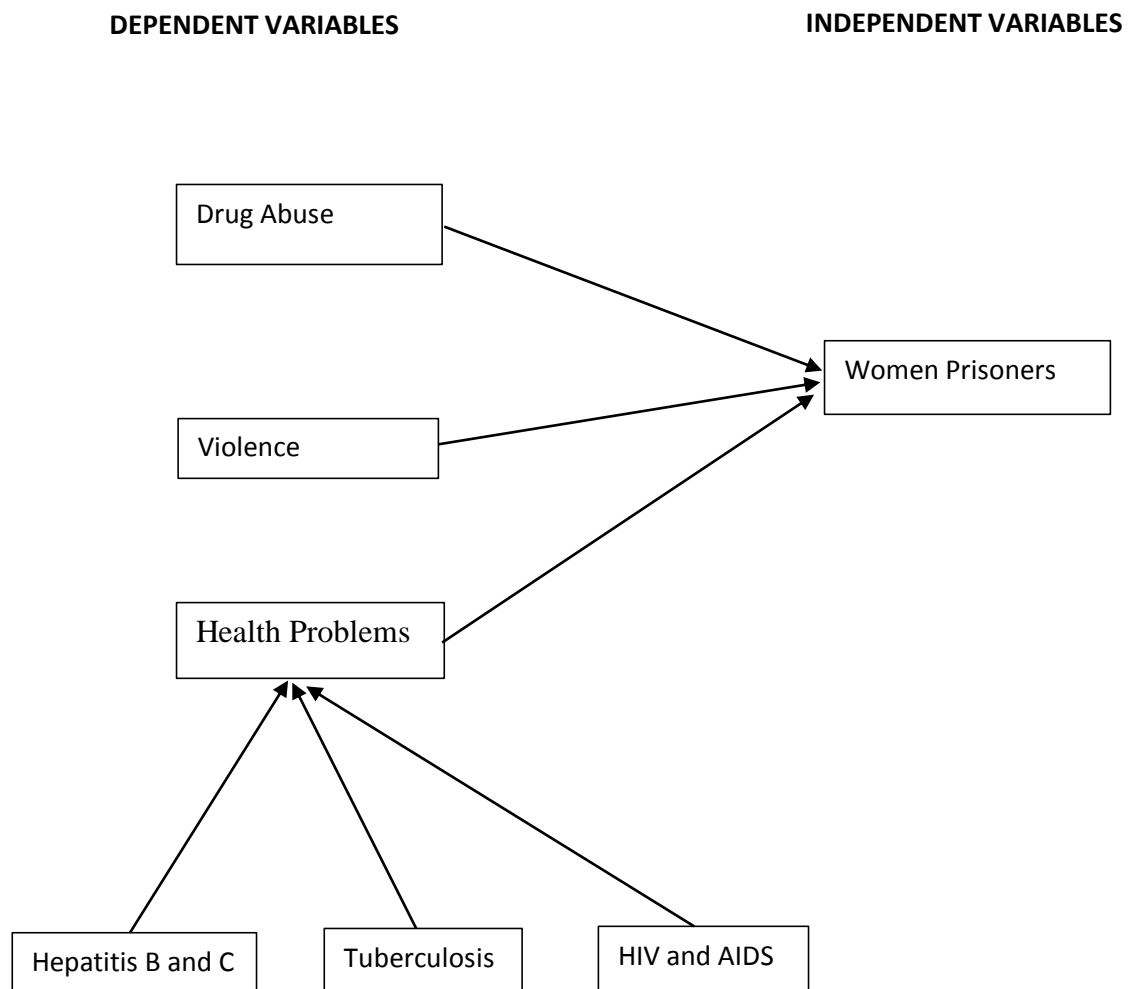 DEPENDENT VARIABLES
INDEPENDENT VARIABLES
Drug Abuse
Women Prisoners
Violence
Health Problems
Hepatitis B and C
Tuberculosis
HIV and AIDS